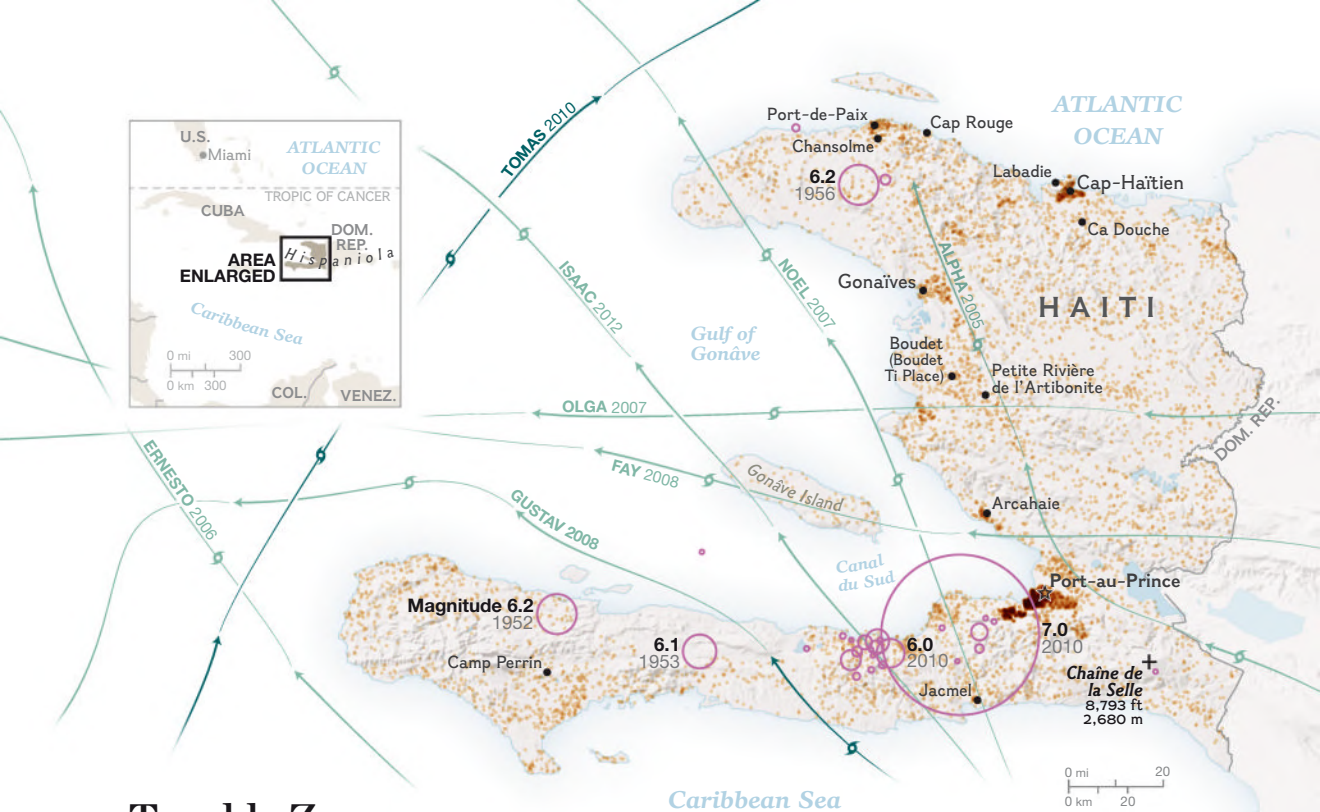 U.S.
Miami
ATLANTIC
OCEAN
TROPIC OF CANCER
CUBA
DOM.
REP.
AREA
ENLARGED
Hispaniola
Caribbean Sea
0 mi 300
0 km 300
COL.
VENEZ.
TOMAS 2010
ISAAC 2012
NOEL 2007
ALPHA 2005
OLGA 2007
FAY 2008
GUSTAV 2008
ERNESTO 2006
ATLANTIC
OCEAN
Port-de-Paix
Cap Rouge
Chansolme
6.2
1956
Labadie
Cap-Haïtien
Ca Douche
Gonaïves
HAITI
Gulf of
Gonâve
Boudet
(Boudet
Ti Place)
Petite Rivière
de l'Artibonite
DOM. REP.
Gonâve Island
Arcahaie
Canal
du Sud
Port-au-Prince
Magnitude 6.2
1952
6.1
1953
6.0
2010
7.0
2010
Camp Perrin
Jacmel
Chaîne de
la Selle
8,793 ft
2,680 m
0 mi 20
0 km 20
Caribbean Sea